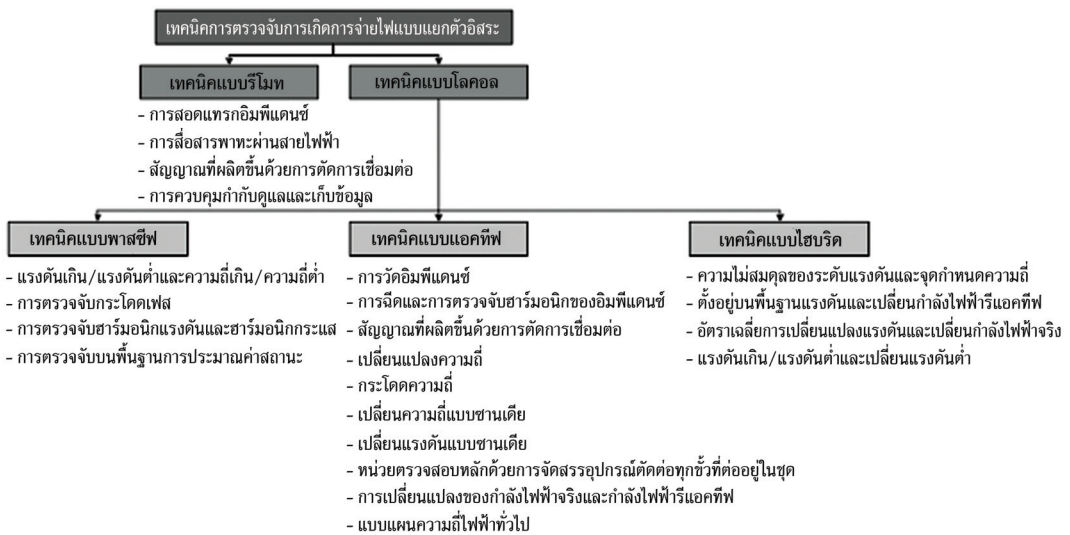 เทคนิคการตรวจจับการเกิดการจ่ายไฟแบบแยกตัวอิสระ
เทคนิคแบบรีโมท
เทคนิคแบบโลคอล
- การสอดแทรกอิมพีแดนซ์
- การสื่อสารพาหะผ่านสายไฟฟ้า
- สัญญาณที่ผลิตขึ้นด้วยการตัดการเชื่อมต่อ
- การควบคุมกำกับดูแลและเก็บข้อมูล
เทคนิคแบบพาสซีฟ
- แรงดันเกิน/แรงดันต่ำและความถี่เกิน/ความถี่ต่ำ
- การตรวจจับกระโดดเฟส
- การตรวจจับฮาร์มอนิกแรงดันและฮาร์มอนิกกระแส
- การตรวจจับบนพื้นฐานการประมาณค่าสถานะ
เทคนิคแบบแอคทีฟ
- การวัดอิมพีแดนซ์
- การฉีดและการตรวจจับฮาร์มอนิกของอิมพีแดนซ์
- สัญญาณที่ผลิตขึ้นด้วยการตัดการเชื่อมต่อ
- เปลี่ยนแปลงความถี่
- กระโดดความถี่
- เปลี่ยนความถี่แบบซานเดีย
- เปลี่ยนแรงดันแบบซานเดีย
- หน่วยตรวจสอบหลักด้วยการจัดสรรอุปกรณ์ตัดต่อทุกขั้วที่ต่ออยู่ในชุด
- การเปลี่ยนแปลงของกำลังไฟฟ้าจริงและกำลังไฟฟ้ารีแอคทีฟ
- แบบแผนความถี่ไฟฟ้าทั่วไป
เทคนิคแบบไฮบริด
- ความไม่สมดุลของระดับแรงดันและจุดกำหนดความถี่
- ตั้งอยู่บนพื้นฐานแรงดันและเปลี่ยนกำลังไฟฟ้ารีแอคทีฟ
- อัตราเฉลี่ยการเปลี่ยนแปลงแรงดันและเปลี่ยนกำลังไฟฟ้าจริง
- แรงดันเกิน/แรงดันต่ำและเปลี่ยนแรงดันต่ำ